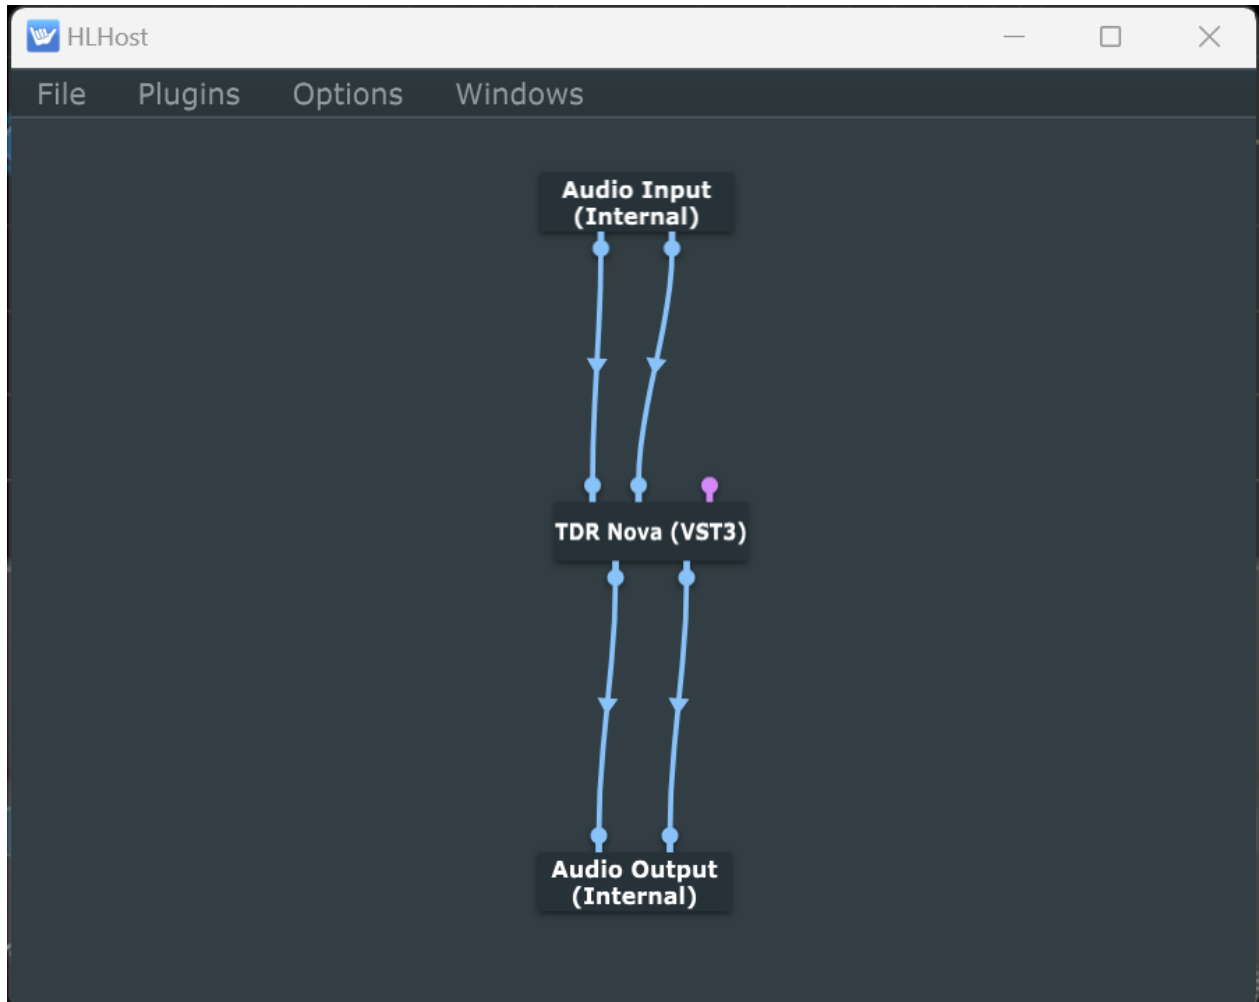 HLHost
File Plugins Options Windows
Audio Input
(Internal)
TDR Nova (VST3)
Audio Output
(Internal)